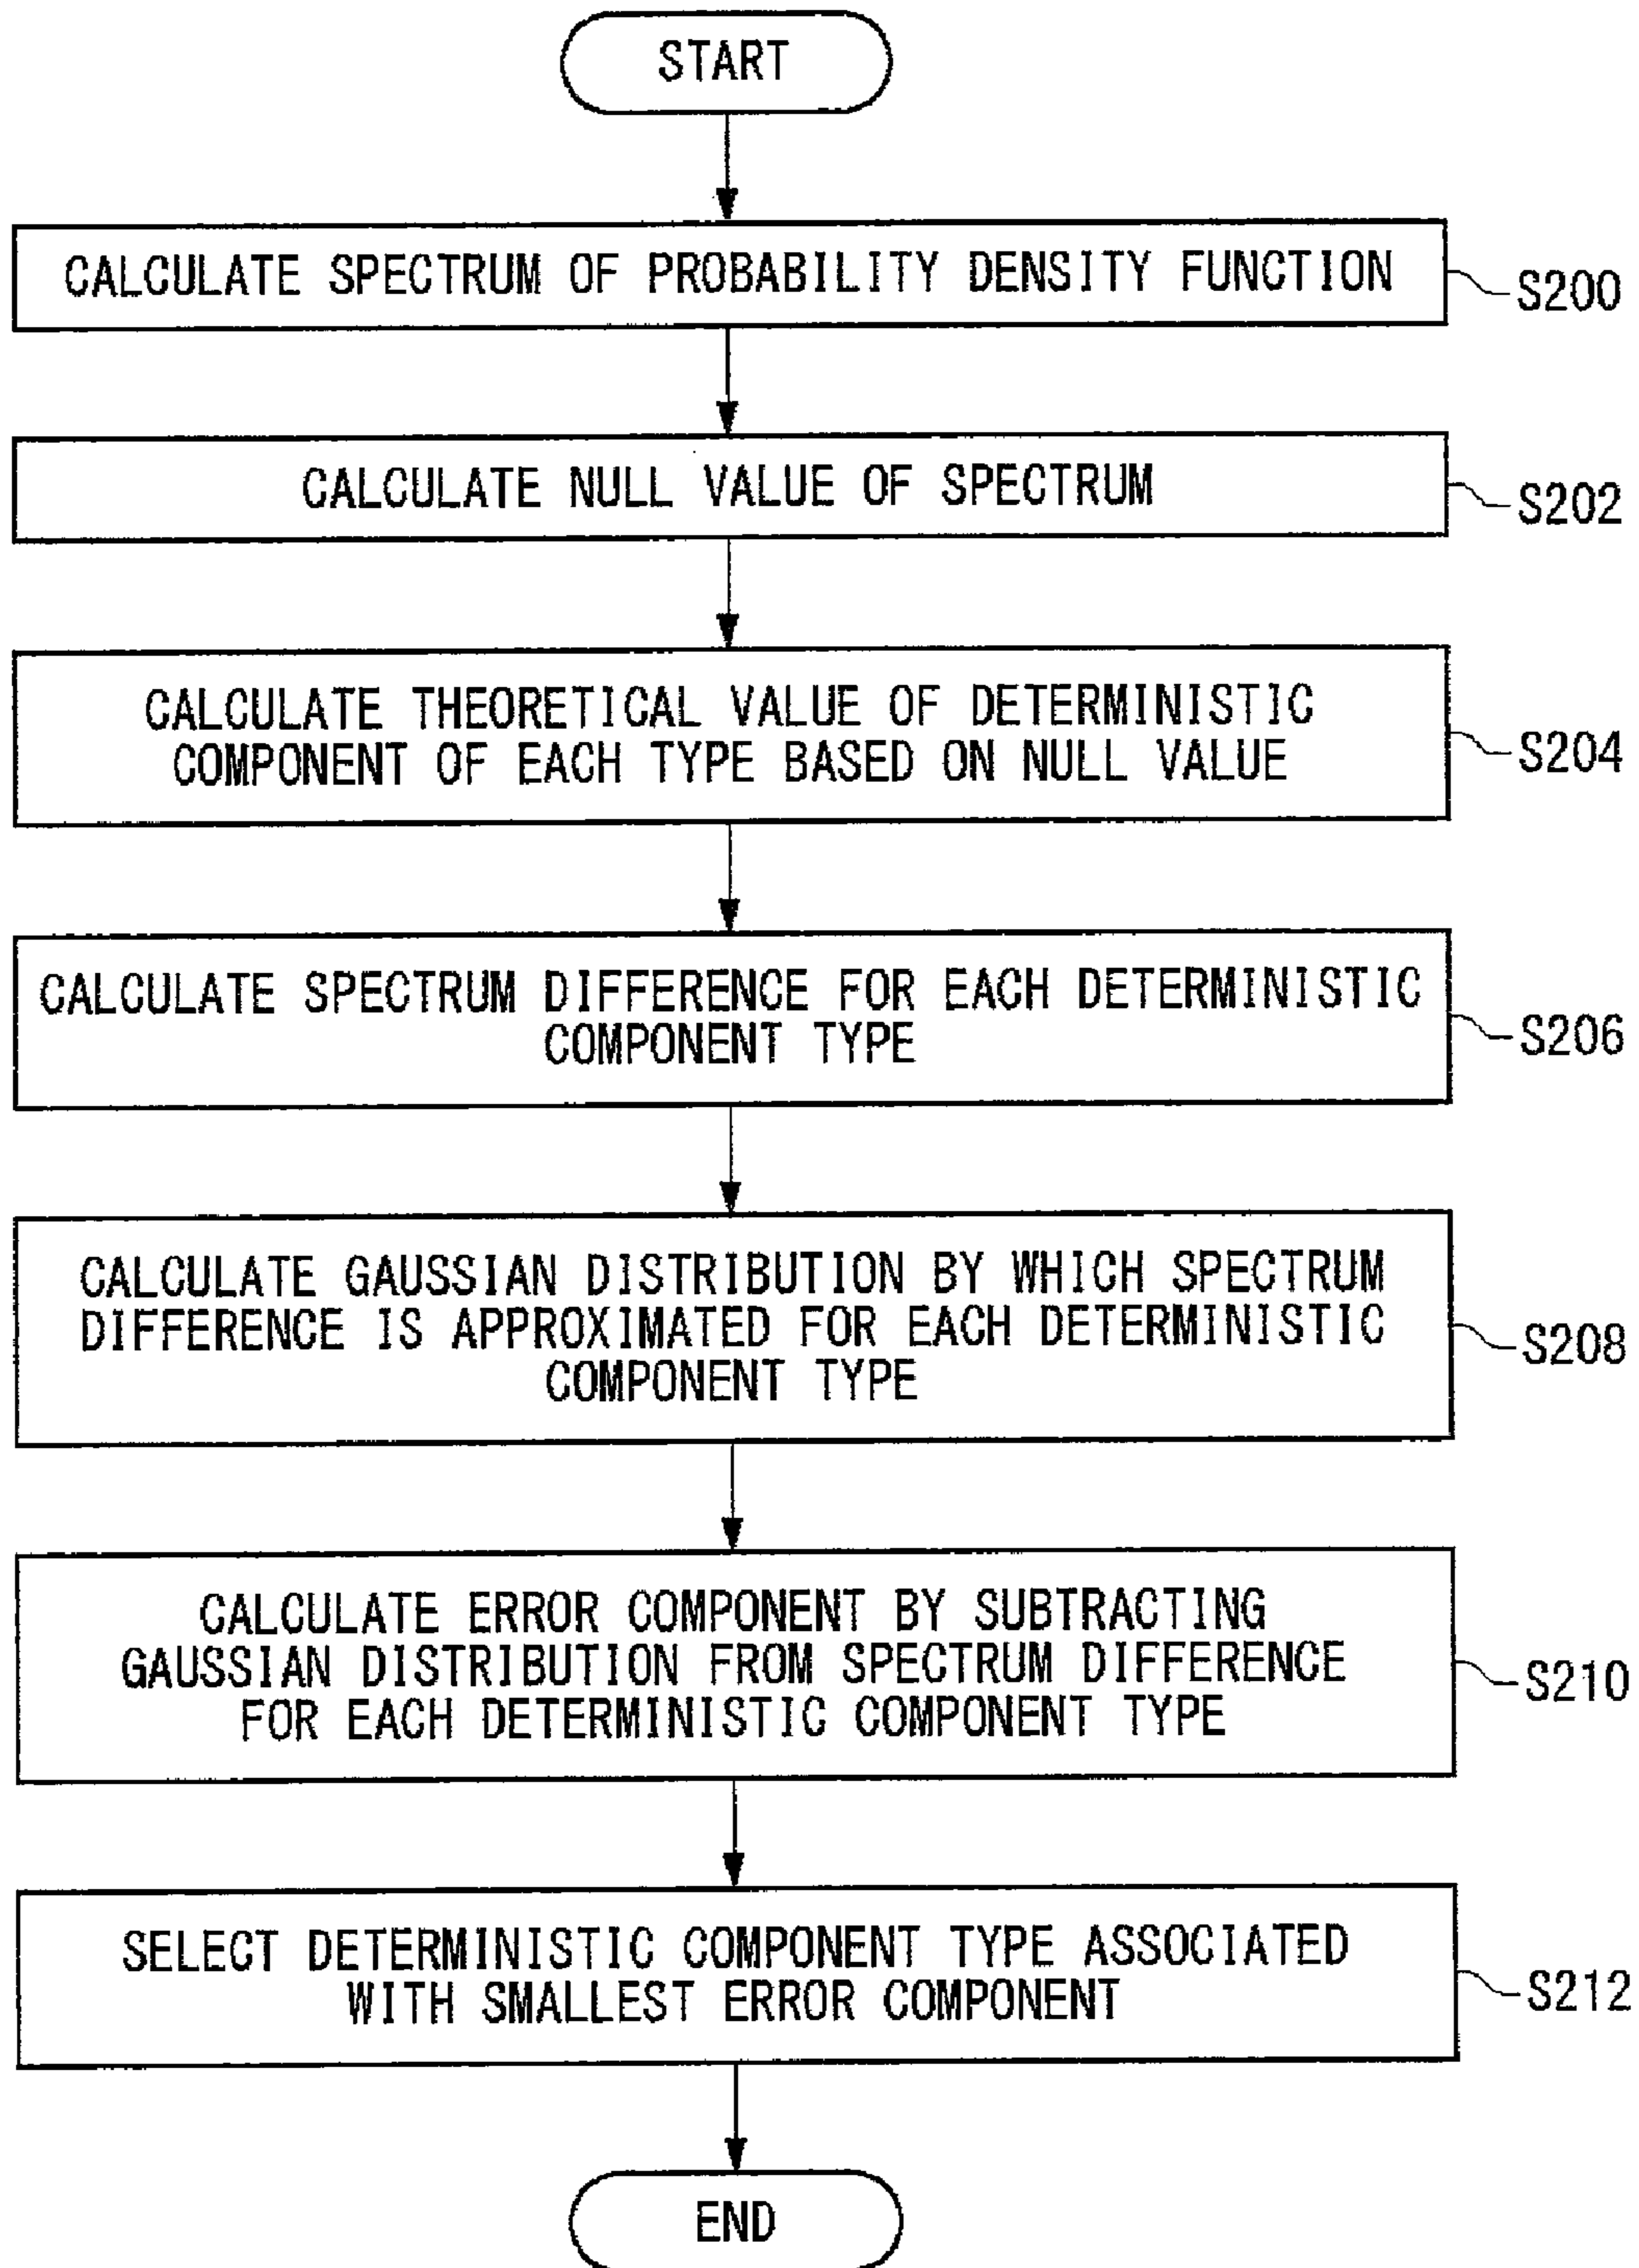 START
CALCULATE SPECTRUM OF PROBABILITY DENSITY FUNCTION
S200
CALCULATE NULL VALUE OF SPECTRUM
S202
CALCULATE THEORETICAL VALUE OF DETERMINISTIC
COMPONENT OF EACH TYPE BASED ON NULL VALUE
S204
CALCULATE SPECTRUM DIFFERENCE FOR EACH DETERMINISTIC
COMPONENT TYPE
S206
CALCULATE GAUSSIAN DISTRIBUTION BY WHICH SPECTRUM
DIFFERENCE IS APPROXIMATED FOR EACH DETERMINISTIC
COMPONENT TYPE
S208
CALCULATE ERROR COMPONENT BY SUBTRACTING
GAUSSIAN DISTRIBUTION FROM SPECTRUM DIFFERENCE
FOR EACH DETERMINISTIC COMPONENT TYPE
S210
SELECT DETERMINISTIC COMPONENT TYPE ASSOCIATED
WITH SMALLEST ERROR COMPONENT
S212
END